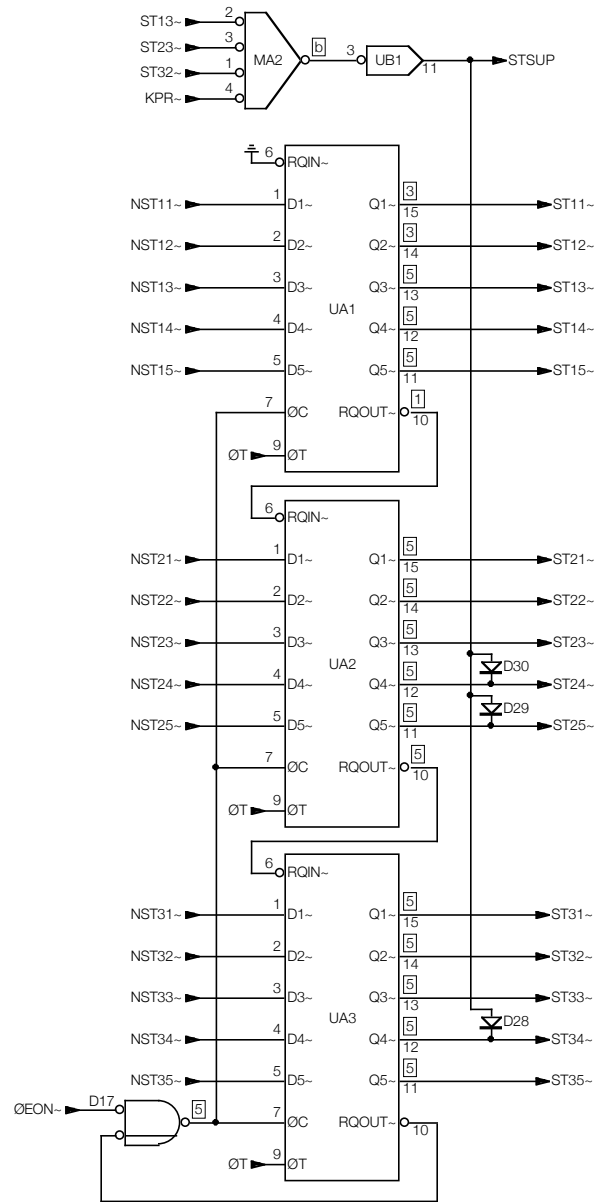 ST13~ 2
ST23~ 3
ST32~ 1
KPR~ 4
MA2 b 3 UB1 11 STSUP
6 RQIN~
NST11~ 1 D1~ Q1~ 3 15 ST11~
NST12~ 2 D2~ Q2~ 3 14 ST12~
NST13~ 3 D3~ Q3~ 5 13 ST13~
UA1
NST14~ 4 D4~ Q4~ 5 12 ST14~
NST15~ 5 D5~ Q5~ 5 11 ST15~
7 ØC RQOUT~ 1 10
ØT 9 ØT
6 RQIN~
NST21~ 1 D1~ Q1~ 5 15 ST21~
NST22~ 2 D2~ Q2~ 5 14 ST22~
NST23~ 3 D3~ Q3~ 5 13 ST23~
UA2 D30
NST24~ 4 D4~ Q4~ 5 12 ST24~
D29
NST25~ 5 D5~ Q5~ 5 11 ST25~
7 ØC RQOUT~ 5 10
ØT 9 ØT
6 RQIN~
NST31~ 1 D1~ Q1~ 5 15 ST31~
NST32~ 2 D2~ Q2~ 5 14 ST32~
NST33~ 3 D3~ Q3~ 5 13 ST33~
UA3 D28
NST34~ 4 D4~ Q4~ 5 12 ST34~
NST35~ 5 D5~ Q5~ 5 11 ST35~
ØEON~ D17 5 7 ØC RQOUT~ 10
ØT 9 ØT